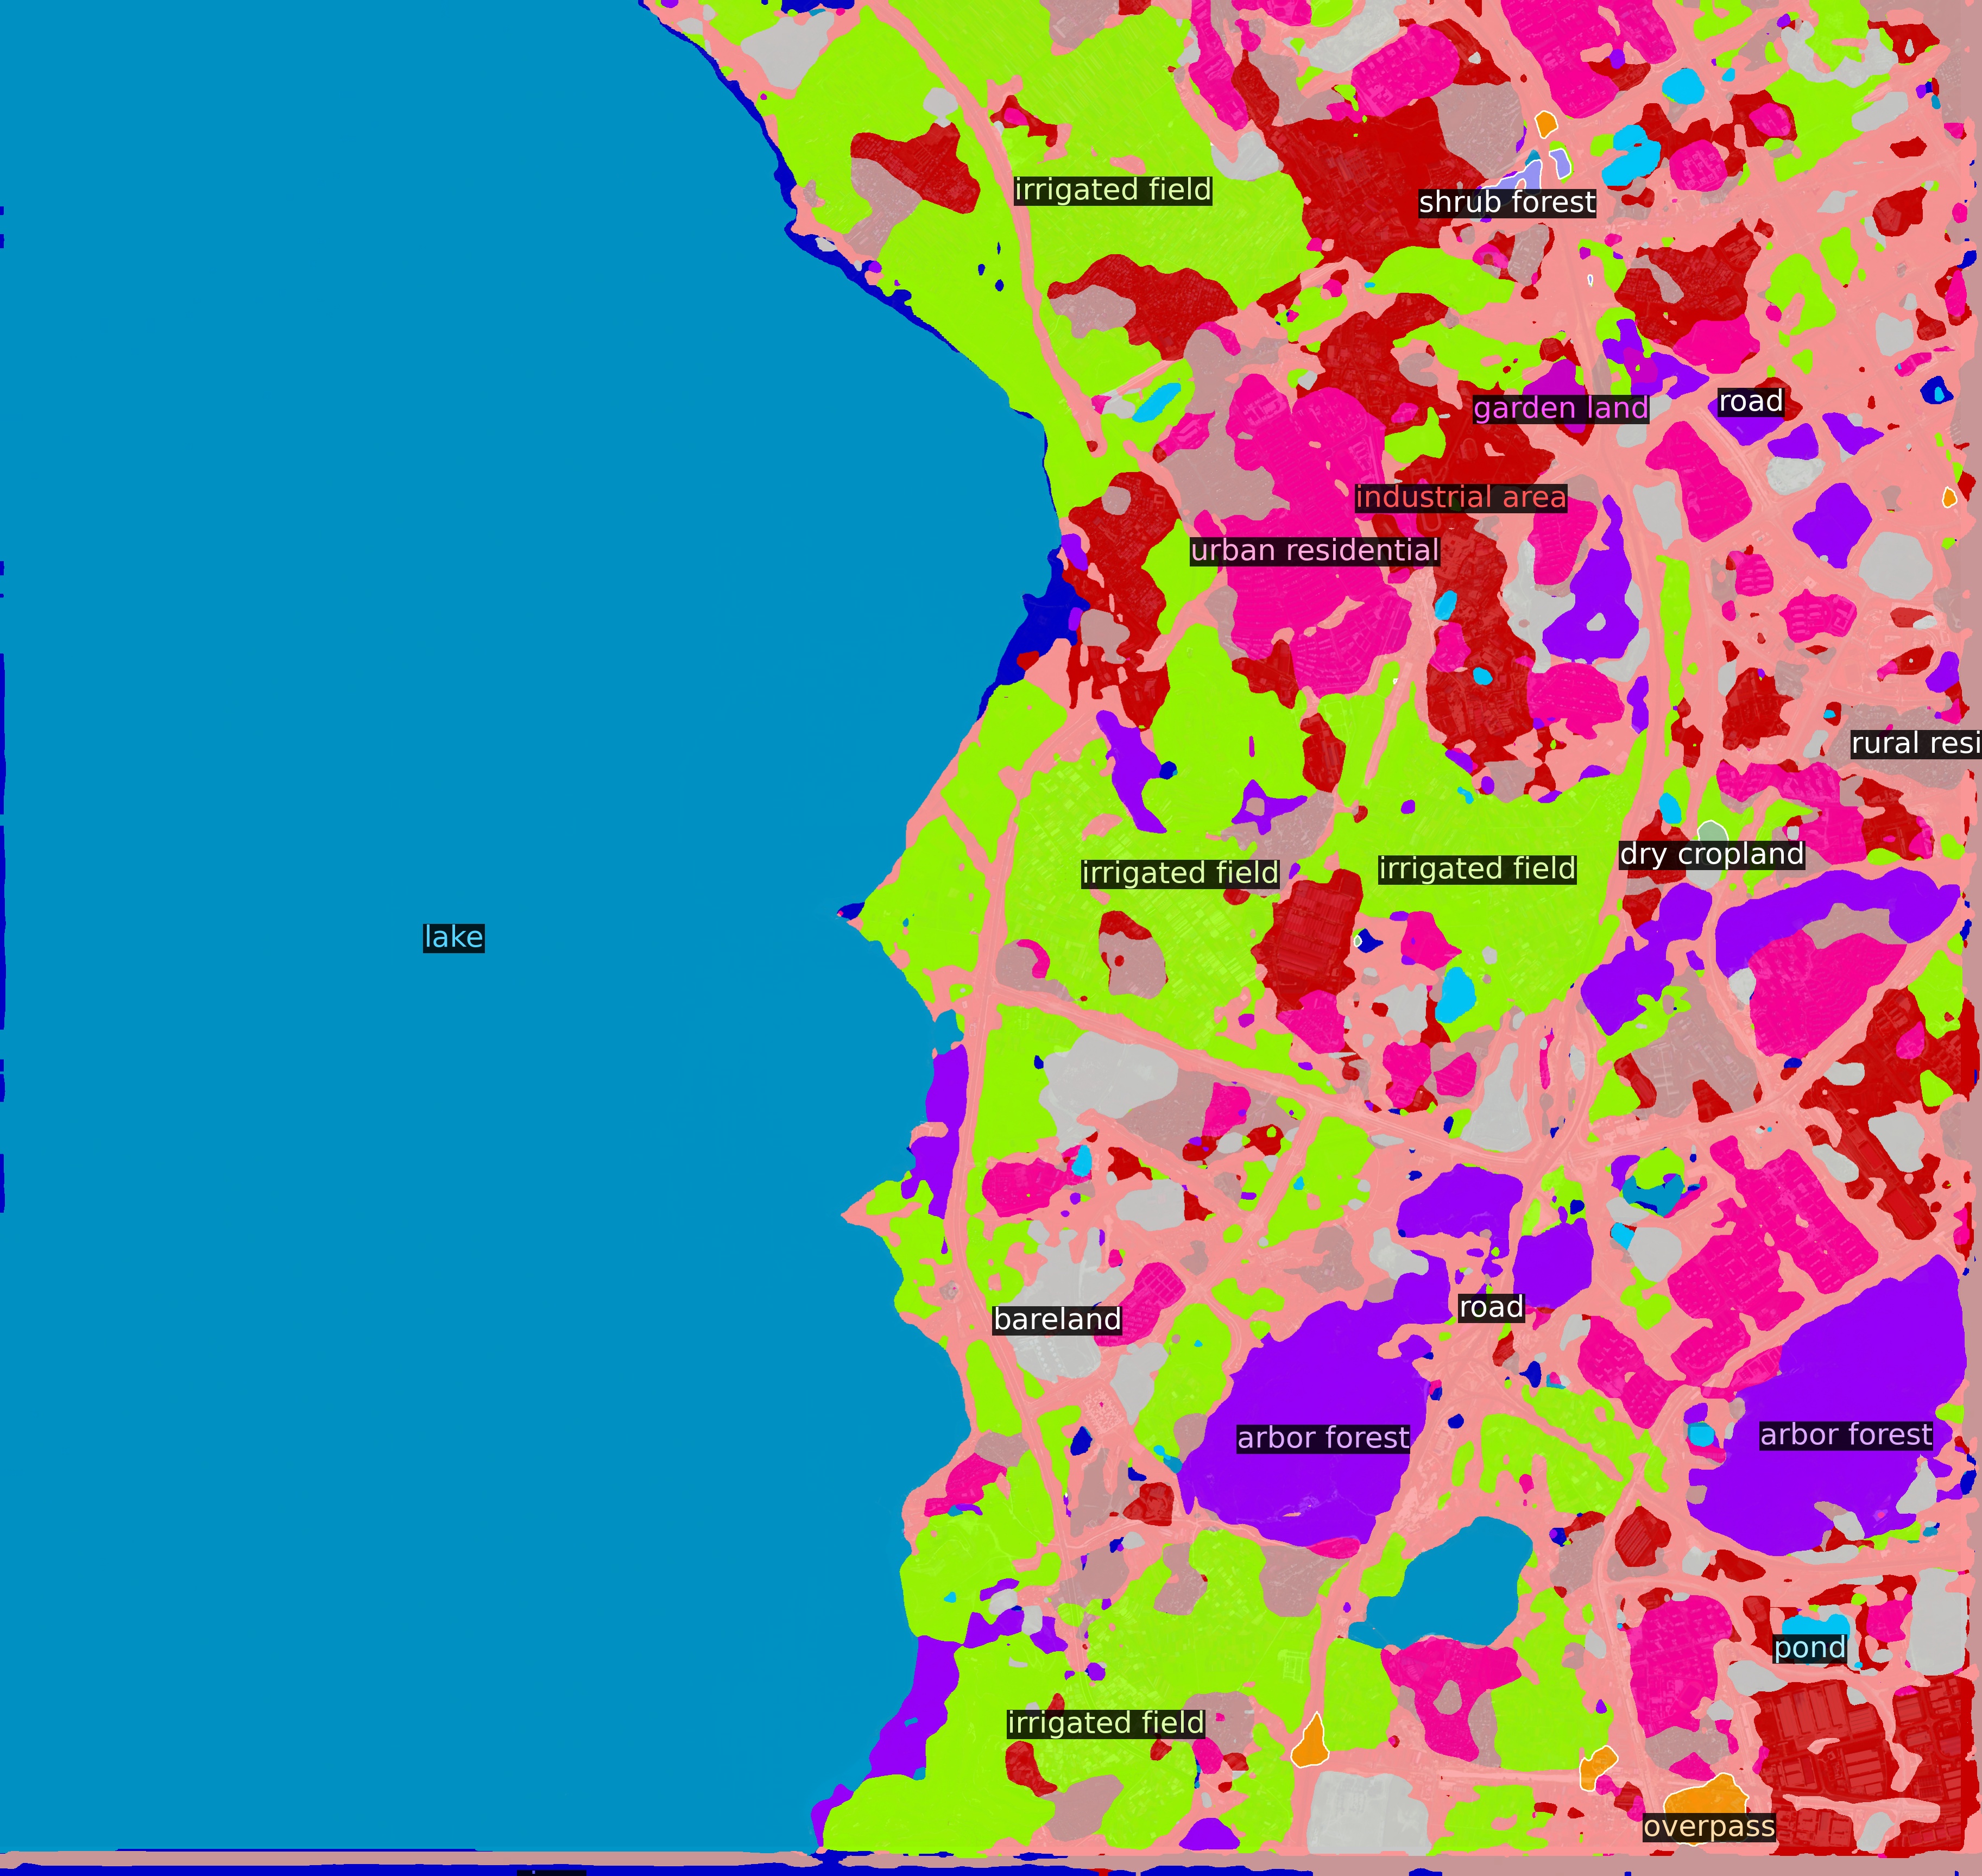 irrigated field
shrub forest
garden land
road
industrial area
urban residential
rural resi
dry cropland
irrigated field
irrigated field
lake
road
bareland
arbor forest
arbor forest
pond
irrigated field
overpass